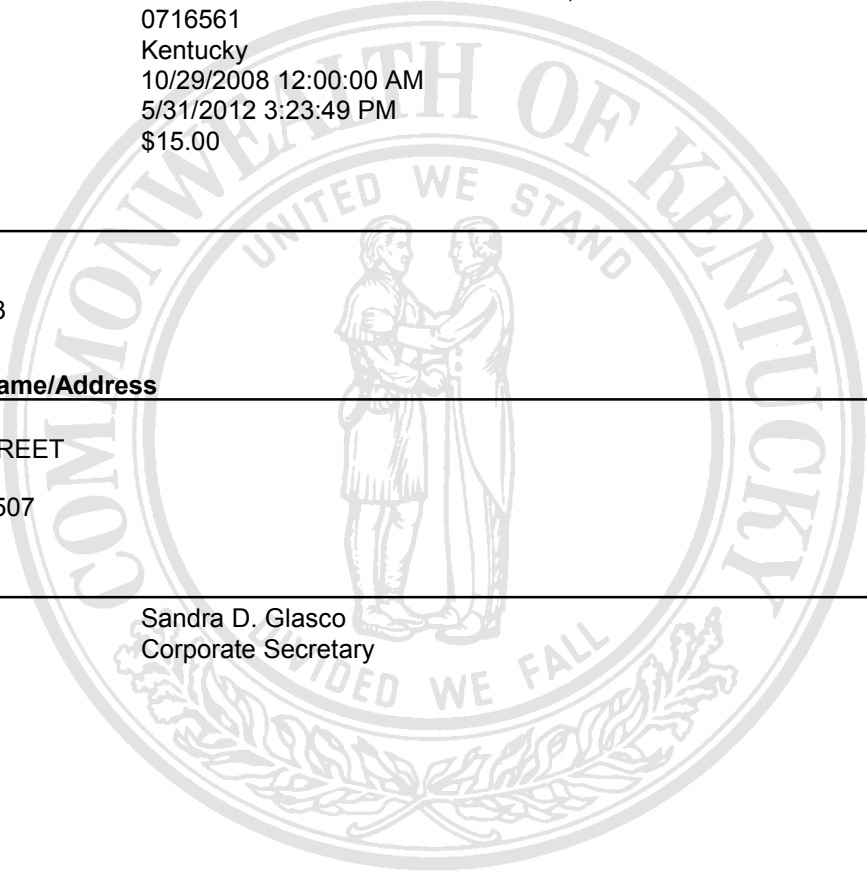 0716561
Kentucky
10/29/2008 12:00:00 AM
5/31/2012 3:23:49 PM
$15.00
COMMONWEALTH OF KENTUCKY
UNITED WE STAND
3
ame/Address
REET
507
Sandra D. Glasco
Corporate Secretary
DIVIDED WE FALL